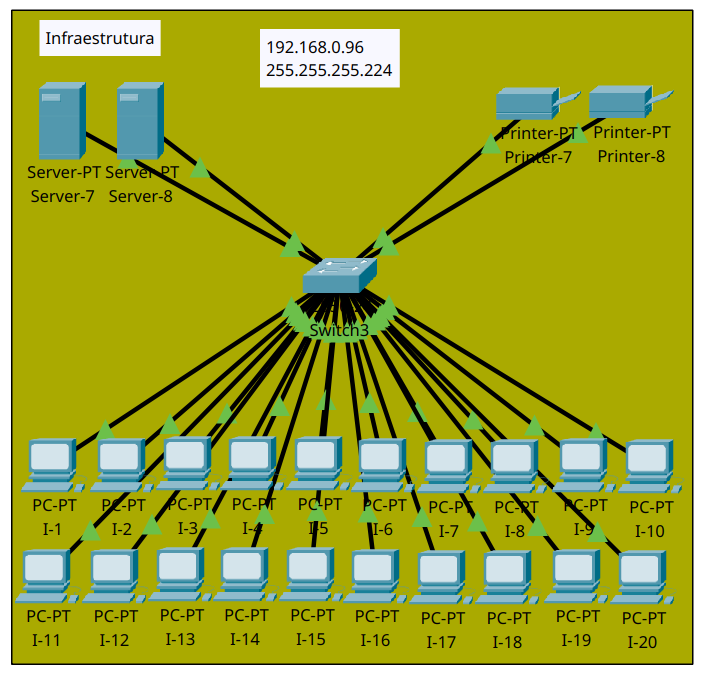 Infraestrutura
192.168.0.96
255.255.255.224
Server-PT
Server-7
Server-PT
Server-8
Printer-PT
Printer-7
Printer-PT
Printer-8
Switch3
PC-PT
I-1
PC-PT
I-2
PC-PT
I-3
PC-PT
I-4
PC-PT
I-5
PC-PT
I-6
PC-PT
I-7
PC-PT
I-8
PC-PT
I-9
PC-PT
I-10
PC-PT
I-11
PC-PT
I-12
PC-PT
I-13
PC-PT
I-14
PC-PT
I-15
PC-PT
I-16
PC-PT
I-17
PC-PT
I-18
PC-PT
I-19
PC-PT
I-20